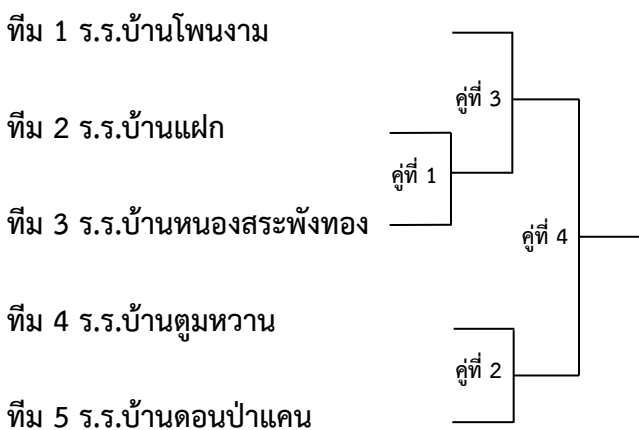 ทีม 1 ร.ร.บ้านโพนงาม
คู่ที่ 3
ทีม 2 ร.ร.บ้านแฝก
คู่ที่ 1
ทีม 3 ร.ร.บ้านหนองสระพังทอง
คู่ที่ 4
ทีม 4 ร.ร.บ้านตูมหวาน
คู่ที่ 2
ทีม 5 ร.ร.บ้านดอนป่าแคน